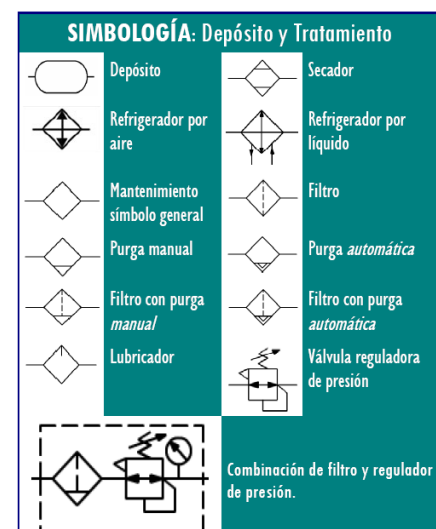 SIMBOLOGÍA: Depósito y Tratamiento
Depósito
Secador
Refrigerador por
aire
Refrigerador por
líquido
Mantenimiento
símbolo general
Filtro
Purga manual
Purga automática
Filtro con purga
manual
Filtro con purga
automática
Lubricador
Válvula reguladora
de presión
Combinación de filtro y regulador
de presión.